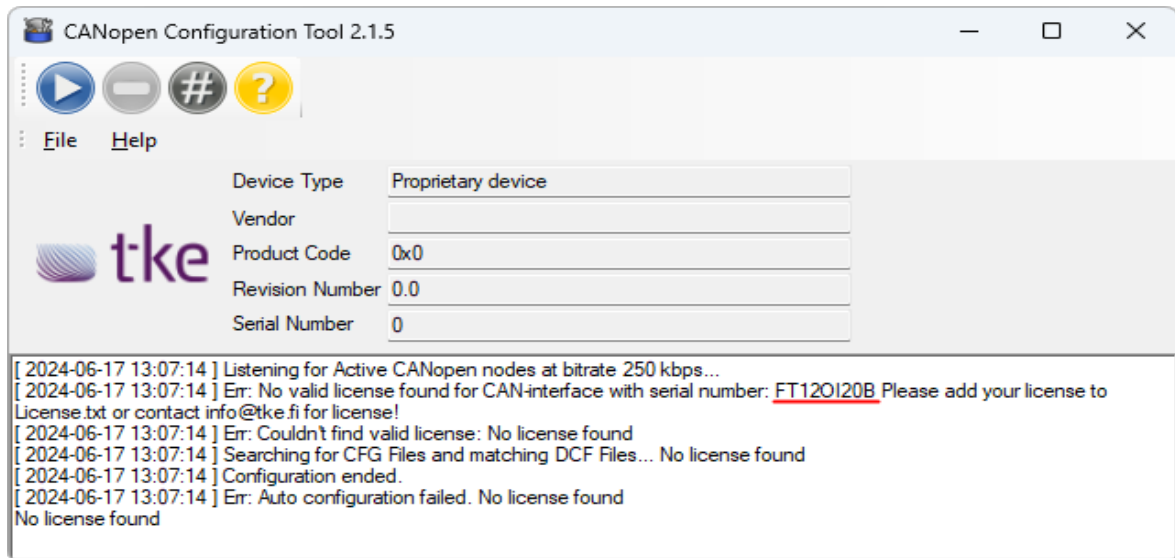 CANopen Configuration Tool 2.1.5
#
?
File Help
Device Type Proprietary device
Vendor
Product Code 0x0
Revision Number 0.0
Serial Number 0
tke
[ 2024-06-17 13:07:14 ] Listening for Active CANopen nodes at bitrate 250 kbps...
[ 2024-06-17 13:07:14 ] Err: No valid license found for CAN-interface with serial number: FT12OI20B Please add your license to
License.txt or contact info@tke.fi for license!
[ 2024-06-17 13:07:14 ] Err: Couldn't find valid license: No license found
[ 2024-06-17 13:07:14 ] Searching for CFG Files and matching DCF Files... No license found
[ 2024-06-17 13:07:14 ] Configuration ended.
[ 2024-06-17 13:07:14 ] Err: Auto configuration failed. No license found
No license found